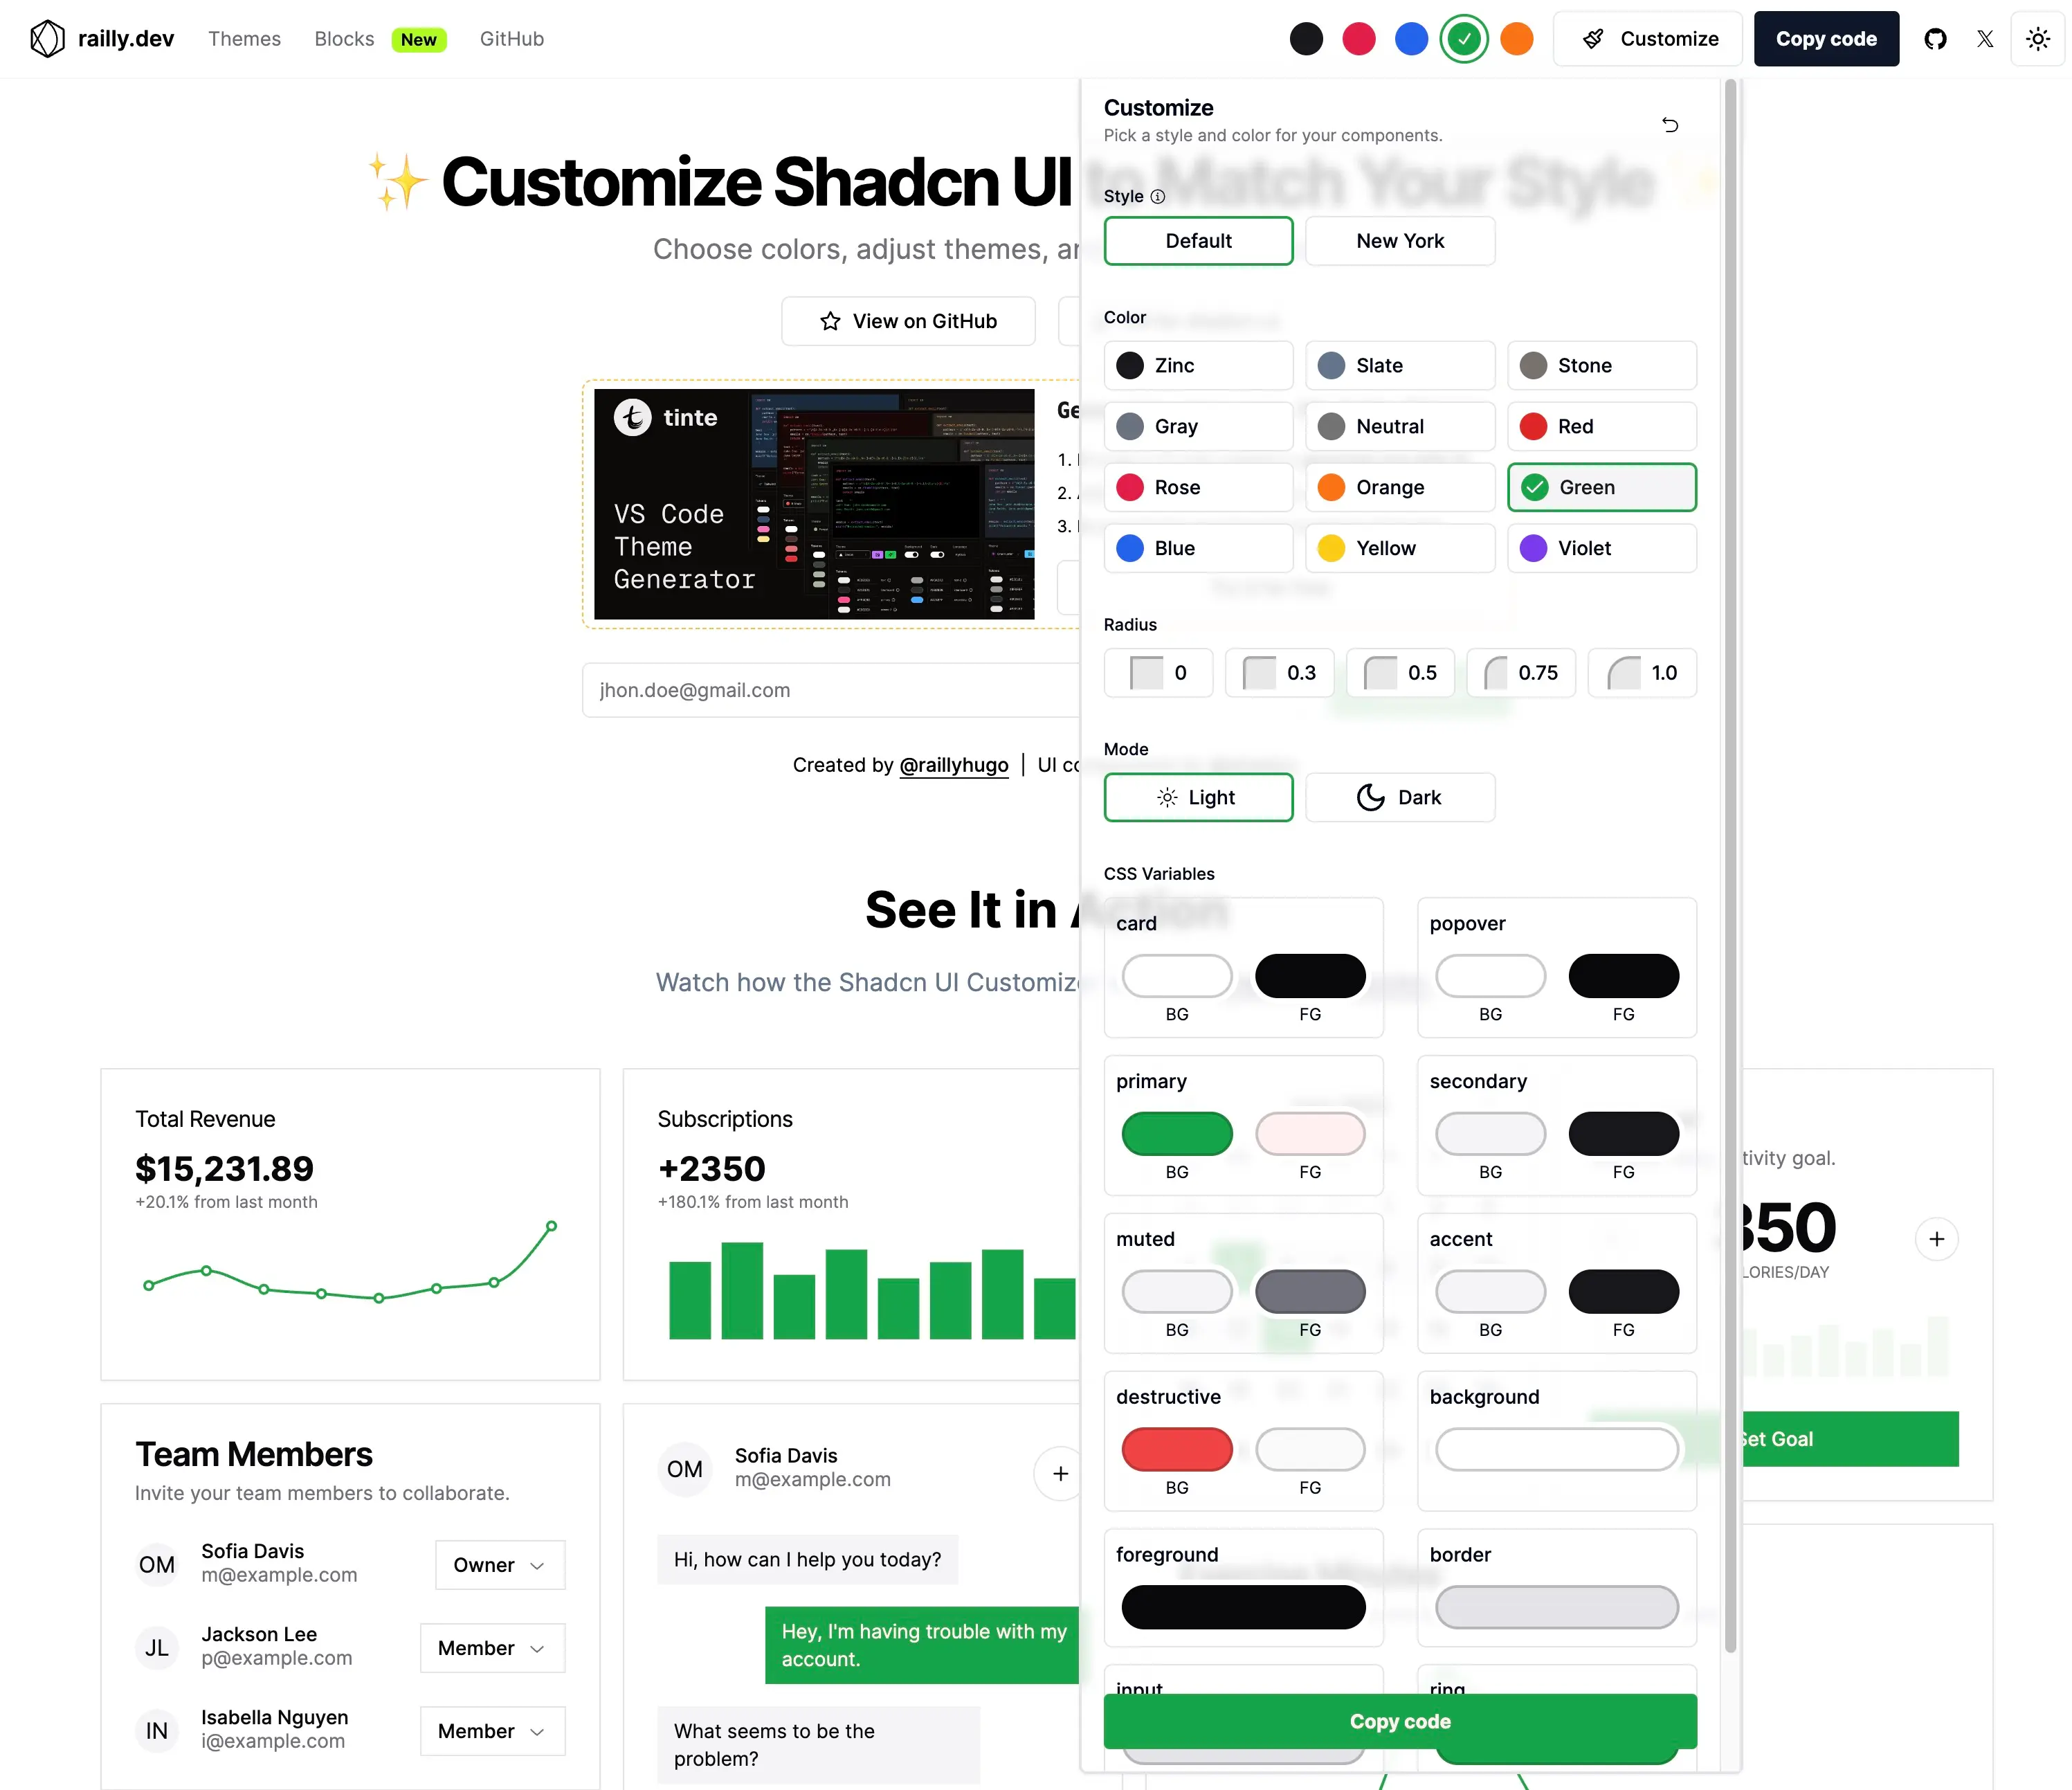 railly.dev
Themes
Blocks
New
GitHub
Customize
Copy code
✨ Customize Shadcn UI to Match Your Style
Choose colors, adjust themes, an
View on GitHub
tinte
VS Code
Theme
Generator
Ge
1.
2.
3.
jhon.doe@gmail.com
Created by @raillyhugo | UI co
See It in Action
Watch how the Shadcn UI Customize
Total Revenue
$15,231.89
+20.1% from last month
Subscriptions
+2350
+180.1% from last month
Team Members
Invite your team members to collaborate.
OM
Sofia Davis
m@example.com
Owner
JL
Jackson Lee
p@example.com
Member
IN
Isabella Nguyen
i@example.com
Member
OM
Sofia Davis
m@example.com
Hi, how can I help you today?
Hey, I'm having trouble with my
account.
What seems to be the
problem?
Customize
Pick a style and color for your components.
Style
Default
New York
Color
Zinc
Slate
Stone
Gray
Neutral
Red
Rose
Orange
Green
Blue
Yellow
Violet
Radius
0
0.3
0.5
0.75
1.0
Mode
Light
Dark
CSS Variables
card
BG
FG
popover
BG
FG
primary
BG
FG
secondary
BG
FG
muted
BG
FG
accent
BG
FG
destructive
BG
FG
background
foreground
border
input
ring
Copy code
tivity goal.
350
LORIES/DAY
Set Goal